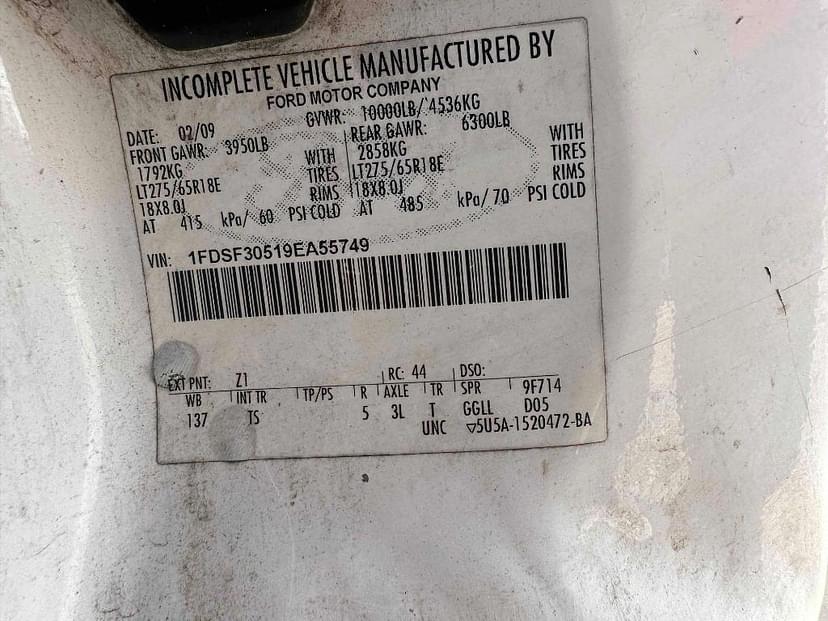 INCOMPLETE VEHICLE MANUFACTURED BY
FORD MOTOR COMPANY
DATE: 02/09 GVWR: 10000LB/ 4536KG
FRONT GAWR: 3950LB REAR GAWR: 6300LB
1792KG WITH 2858KG WITH
LT275/65R18E TIRES LT275/65R18E TIRES
18X8.0J RIMS 18X8.0J RIMS
AT 415 kPa/ 60 PSI COLD AT 485 kPa/ 70 PSI COLD
VIN: 1FDSF30519EA55749
EXT PNT: Z1 RC: 44 DSO:
WB INT TR TP/PS R AXLE TR SPR 9F714
137 TS 5 3L T GGLL D05
UNC ▽5U5A-1520472-BA